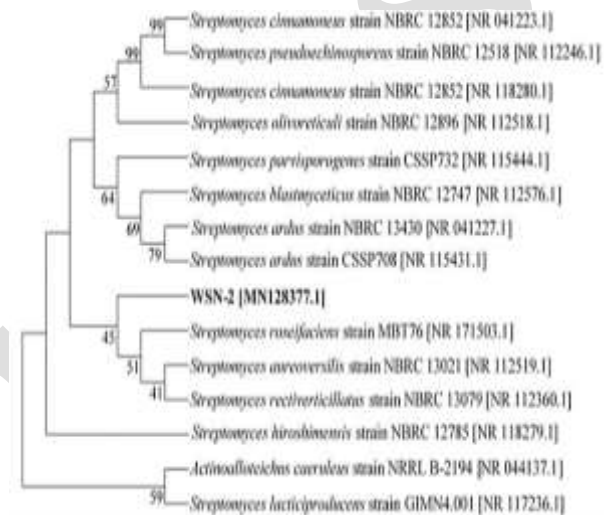 Streptomyces cinnamoneus strain NBRC 12852 [NR 041223.1]
99
Streptomyces pseudoechinosporeus strain NBRC 12518 [NR 112246.1]
99
Streptomyces cinnamoneus strain NBRC 12852 [NR 118280.1]
57
Streptomyces olivoreticuli strain NBRC 12896 [NR 112518.1]
Streptomyces parvisporogenes strain CSSP732 [NR 115444.1]
64
Streptomyces blastmyceticus strain NBRC 12747 [NR 112576.1]
69
Streptomyces ardus strain NBRC 13430 [NR 041227.1]
79
Streptomyces ardus strain CSSP708 [NR 115431.1]
WSN-2 [MN128377.1]
45
Streptomyces roseifaciens strain MBT76 [NR 171503.1]
51
Streptomyces aureoversilis strain NBRC 13021 [NR 112519.1]
41
Streptomyces rectiverticillatus strain NBRC 13079 [NR 112360.1]
Streptomyces hiroshimensis strain NBRC 12785 [NR 118279.1]
Actinoalloteichus caeruleus strain NRRL B-2194 [NR 044137.1]
59
Streptomyces lacticiproducens strain GIMN4.001 [NR 117236.1]